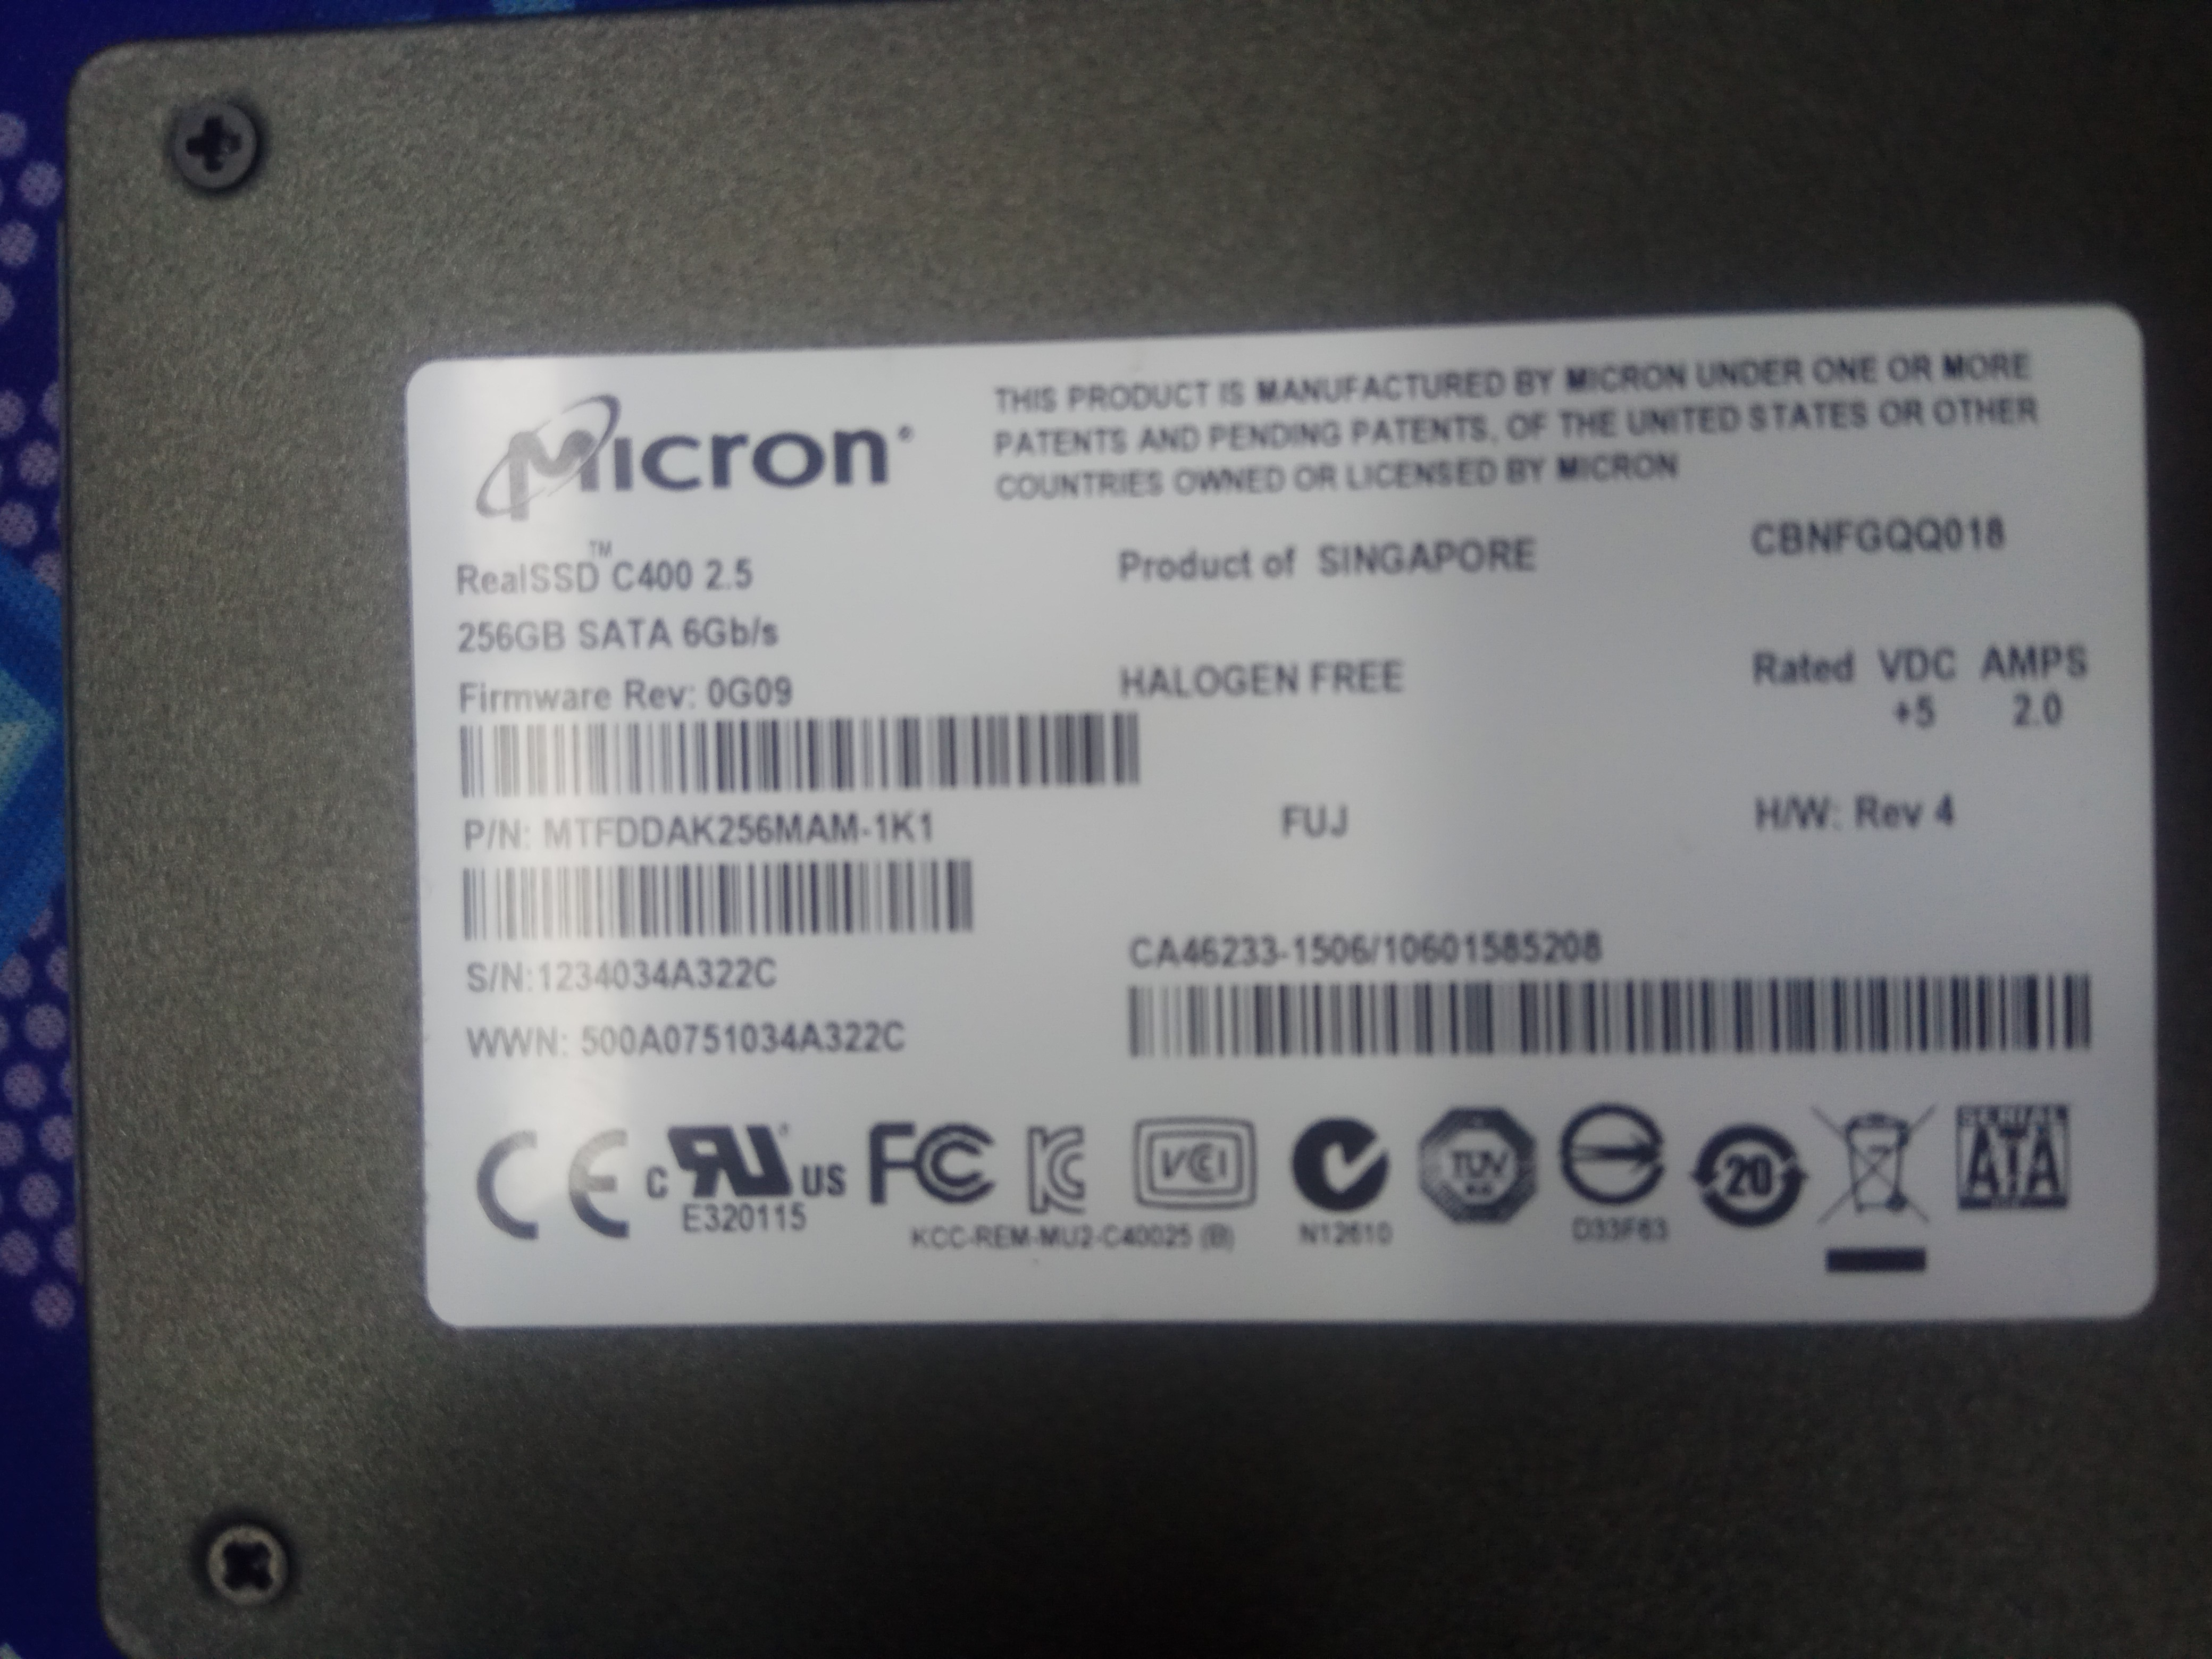 Micron®
THIS PRODUCT IS MANUFACTURED BY MICRON UNDER ONE OR MORE
PATENTS AND PENDING PATENTS, OF THE UNITED STATES OR OTHER
COUNTRIES OWNED OR LICENSED BY MICRON
RealSSD™ C400 2.5
Product of SINGAPORE
CBNFGQQ018
256GB SATA 6Gb/s
Firmware Rev: 0G09
HALOGEN FREE
Rated VDC AMPS
+5 2.0
P/N: MTFDDAK256MAM-1K1
FUJ
H/W: Rev 4
S/N:1234034A322C
CA46233-1506/10601585208
WWN: 500A0751034A322C
CE
c RU US
E320115
FC
KC
VCI
TUV
20
SERIAL
ATA
KCC-REM-MU2-C40025 (B)
N12610
D33F63